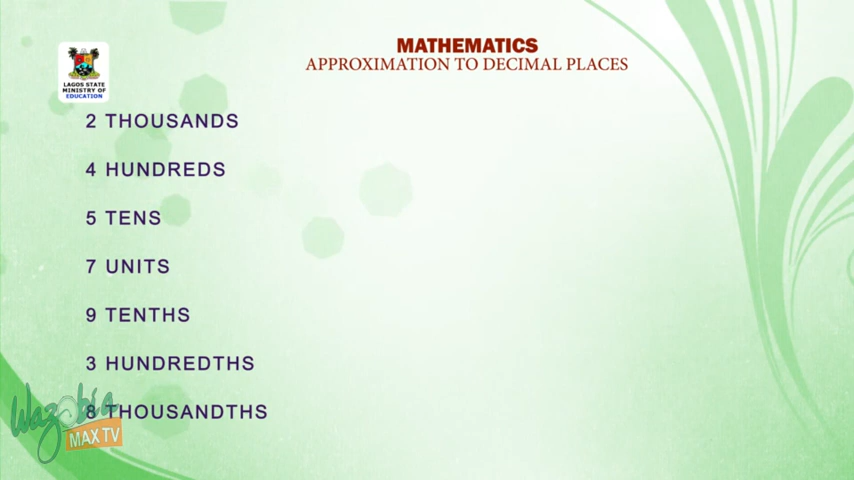 MATHEMATICS
APPROXIMATION TO DECIMAL PLACES
LAGOS STATE
MINISTRY OF
EDUCATION
2 THOUSANDS
4 HUNDREDS
5 TENS
7 UNITS
9 TENTHS
3 HUNDREDTHS
8 THOUSANDTHS
Wazobia
MAX TV